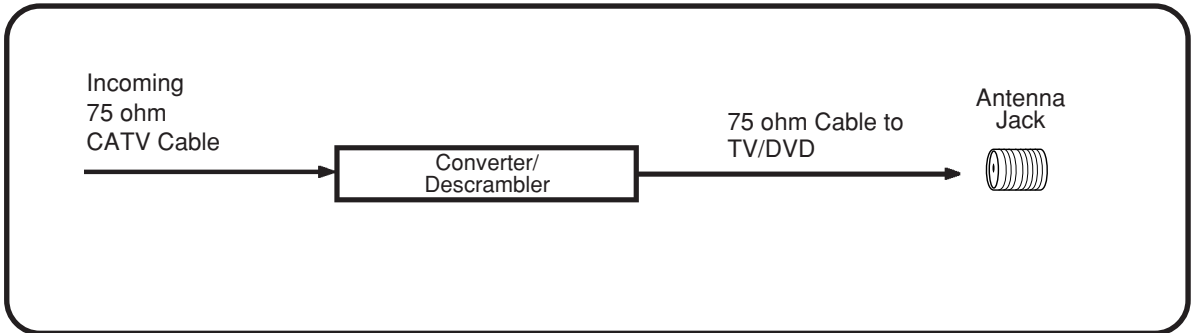 Incoming
75 ohm
CATV Cable
Converter/
Descrambler
75 ohm Cable to
TV/DVD
Antenna
Jack